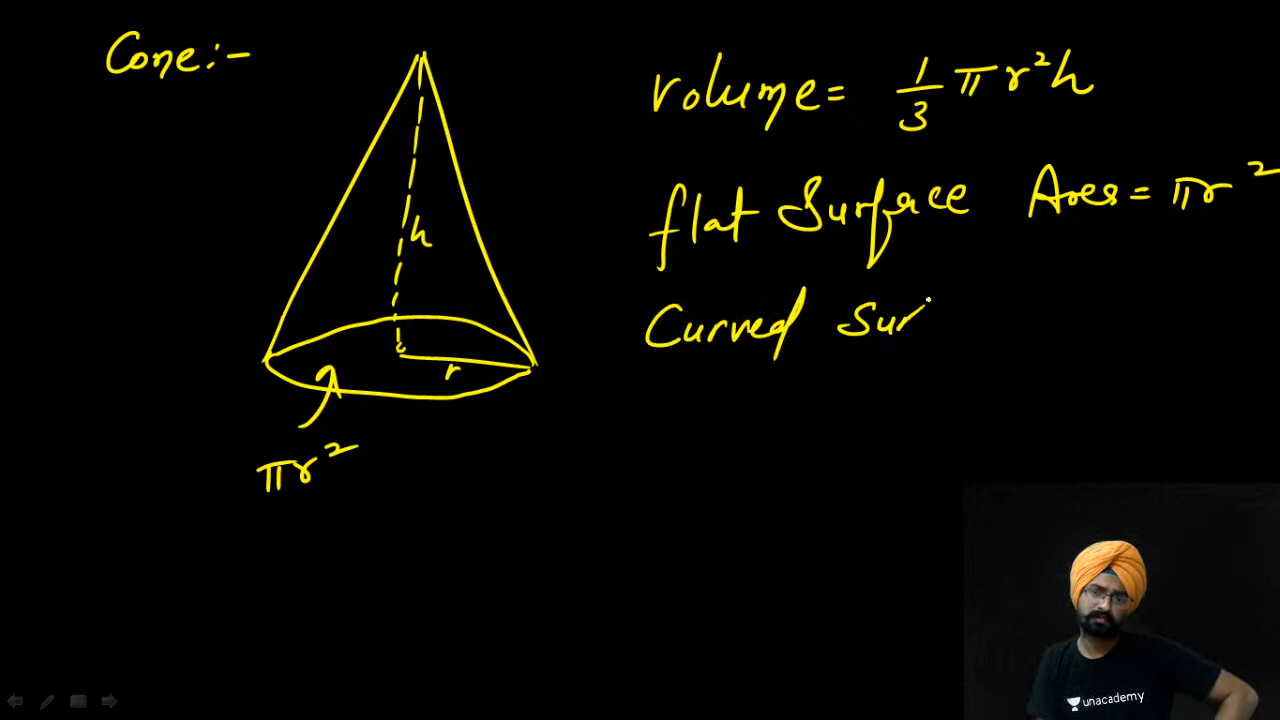 Cone:-
volume = 1/3 πr²h
flat Surface Area = πr²
Curved Sur
h
r
πr²
unacademy